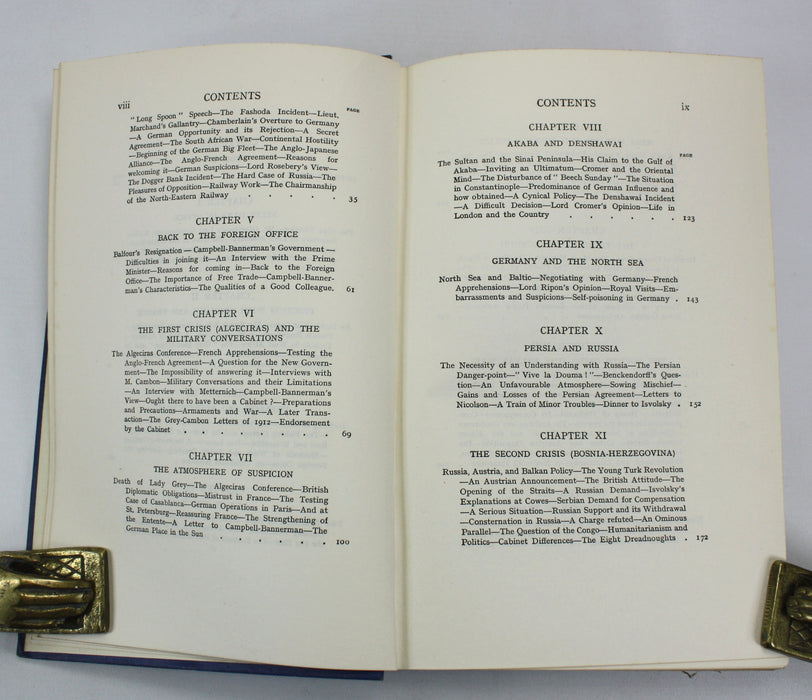 viii
CONTENTS
PAGE
"Long Spoon" Speech—The Fashoda Incident—Lieut.
Marchand's Gallantry—Chamberlain's Overture to Germany
—A German Opportunity and its Rejection—A Secret
Agreement—The South African War—Continental Hostility
—Beginning of the German Big Fleet—The Anglo-Japanese
Alliance—The Anglo-French Agreement—Reasons for
welcoming it—German Suspicions—Lord Rosebery's View—
The Dogger Bank Incident—The Hard Case of Russia—The
Pleasures of Opposition—Railway Work—The Chairmanship
of the North-Eastern Railway . . . . . 35
CHAPTER V
BACK TO THE FOREIGN OFFICE
Balfour's Resignation—Campbell-Bannerman's Government—
Difficulties in joining it—An Interview with the Prime
Minister—Reasons for coming in—Back to the Foreign
Office—The Importance of Free Trade—Campbell-Banner-
man's Characteristics—The Qualities of a Good Colleague. 61
CHAPTER VI
THE FIRST CRISIS (ALGECIRAS) AND THE
MILITARY CONVERSATIONS
The Algeciras Conference—French Apprehensions—Testing the
Anglo-French Agreement—A Question for the New Govern-
ment—The Impossibility of answering it—Interviews with
M. Cambon—Military Conversations and their Limitations
—An Interview with Metternich—Campbell-Bannerman's
View—Ought there to have been a Cabinet?—Preparations
and Precautions—Armaments and War—A Later Trans-
action—The Grey-Cambon Letters of 1912—Endorsement
by the Cabinet . . . . . . . . 69
CHAPTER VII
THE ATMOSPHERE OF SUSPICION
Death of Lady Grey—The Algeciras Conference—British
Diplomatic Obligations—Mistrust in France—The Testing
Case of Casablanca—German Operations in Paris—And at
St. Petersburg—Reassuring France—The Strengthening of
the Entente—A Letter to Campbell-Bannerman—The
German Place in the Sun . . . . . . 100
CONTENTS
ix
CHAPTER VIII
AKABA AND DENSHAWAI
PAGE
The Sultan and the Sinai Peninsula—His Claim to the Gulf of
Akaba—Inviting an Ultimatum—Cromer and the Oriental
Mind—The Disturbance of "Beech Sunday"—The Situation
in Constantinople—Predominance of German Influence and
how obtained—A Cynical Policy—The Denshawai Incident
—A Difficult Decision—Lord Cromer's Opinion—Life in
London and the Country . . . . . . 123
CHAPTER IX
GERMANY AND THE NORTH SEA
North Sea and Baltic—Negotiating with Germany—French
Apprehensions—Lord Ripon's Opinion—Royal Visits—Em-
barrassments and Suspicions—Self-poisoning in Germany . 143
CHAPTER X
PERSIA AND RUSSIA
The Necessity of an Understanding with Russia—The Persian
Danger-point—"Vive la Douma!"—Benckendorff's Ques-
tion—An Unfavourable Atmosphere—Sowing Mischief—
Gains and Losses of the Persian Agreement—Letters to
Nicolson—A Train of Minor Troubles—Dinner to Isvolsky . 152
CHAPTER XI
THE SECOND CRISIS (BOSNIA-HERZEGOVINA)
Russia, Austria, and Balkan Policy—The Young Turk Revolution
—An Austrian Announcement—The British Attitude—The
Opening of the Straits—A Russian Demand—Isvolsky's
Explanations at Cowes—Serbian Demand for Compensation
—A Serious Situation—Russian Support and its Withdrawal
—Consternation in Russia—A Charge refuted—An Ominous
Parallel—The Question of the Congo—Humanitarianism and
Politics—Cabinet Differences—The Eight Dreadnoughts . 172